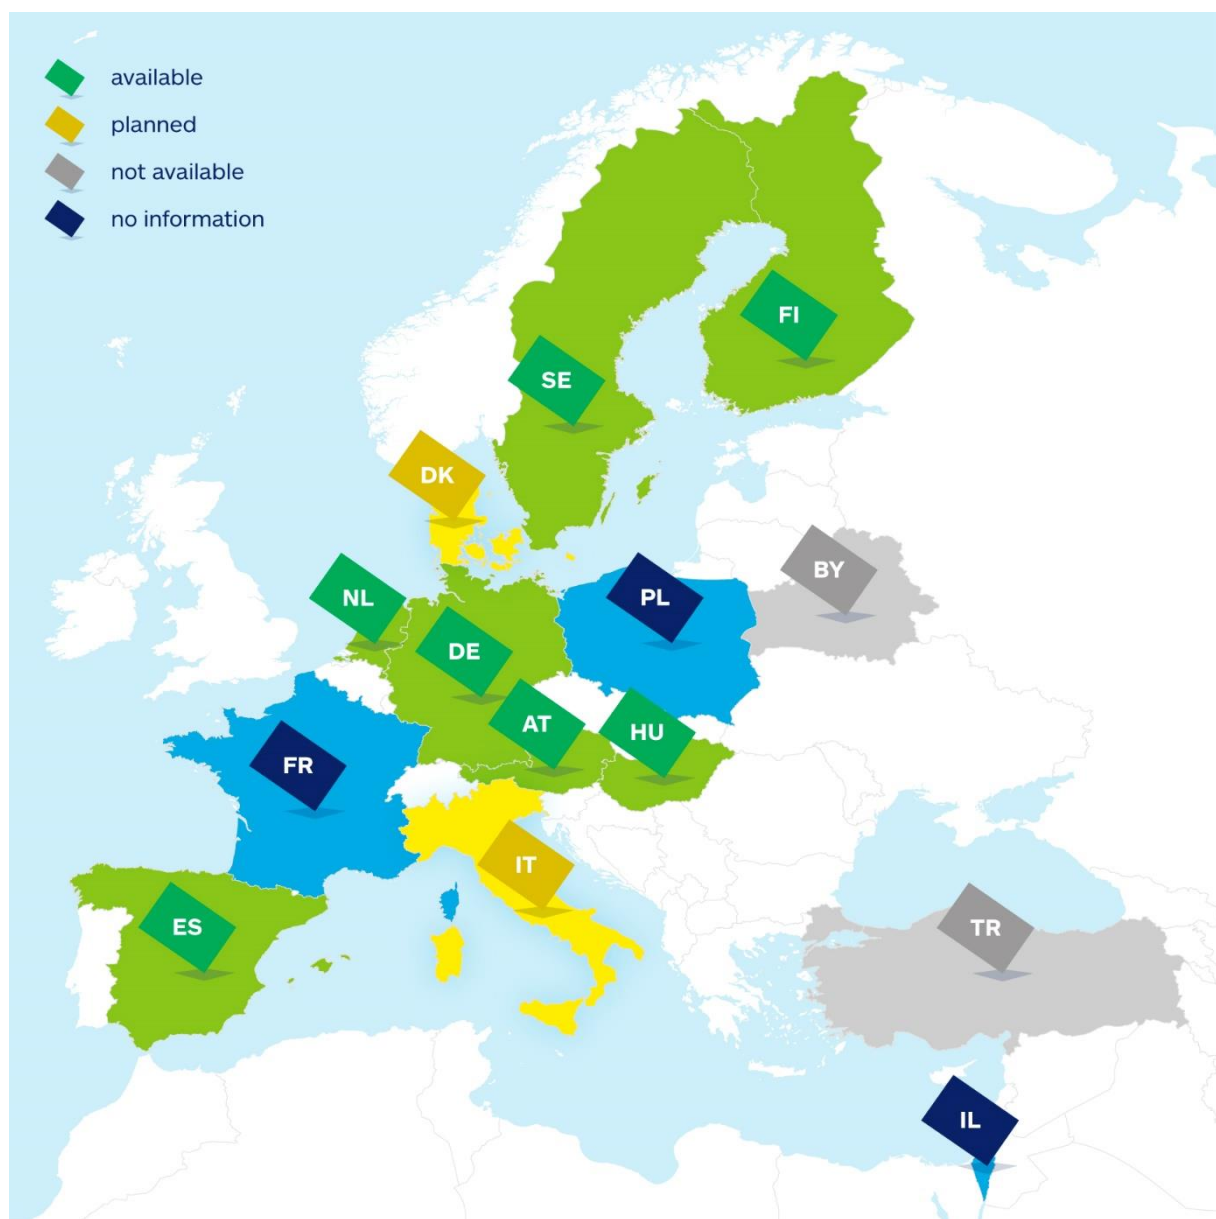 available
planned
not available
no information
FI
SE
DK
BY
NL
PL
DE
AT
HU
FR
IT
ES
TR
IL